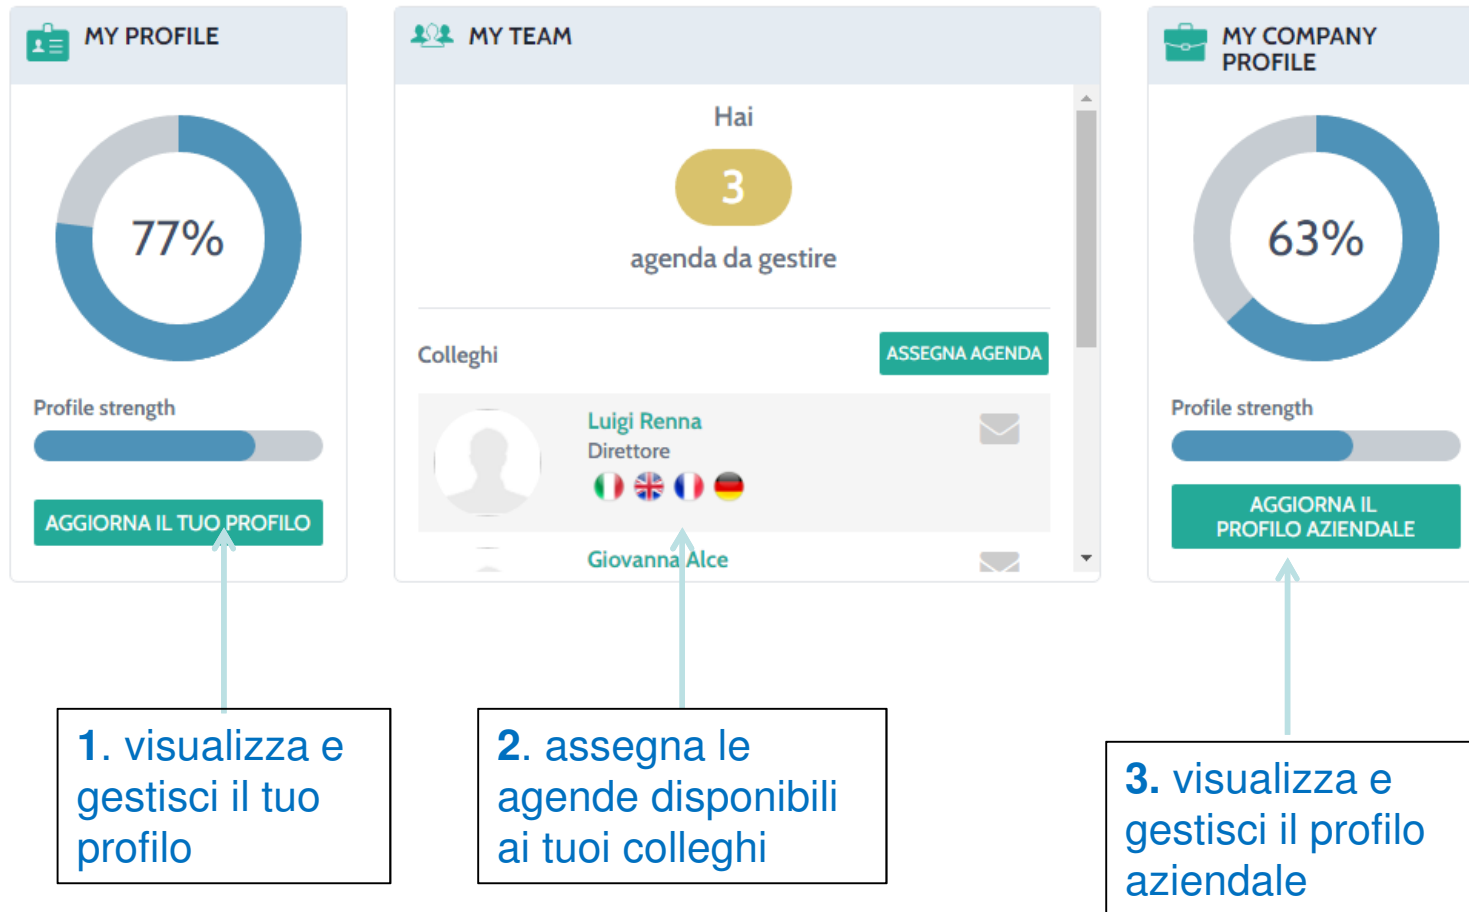 MY PROFILE
77%
Profile strength
AGGIORNA IL TUO PROFILO
MY TEAM
Hai
3
agenda da gestire
Colleghi
ASSEGNA AGENDA
Luigi Renna
Direttore
Giovanna Alce
MY COMPANY
PROFILE
63%
Profile strength
AGGIORNA IL
PROFILO AZIENDALE
1. visualizza e
gestisci il tuo
profilo
2. assegna le
agende disponibili
ai tuoi colleghi
3. visualizza e
gestisci il profilo
aziendale